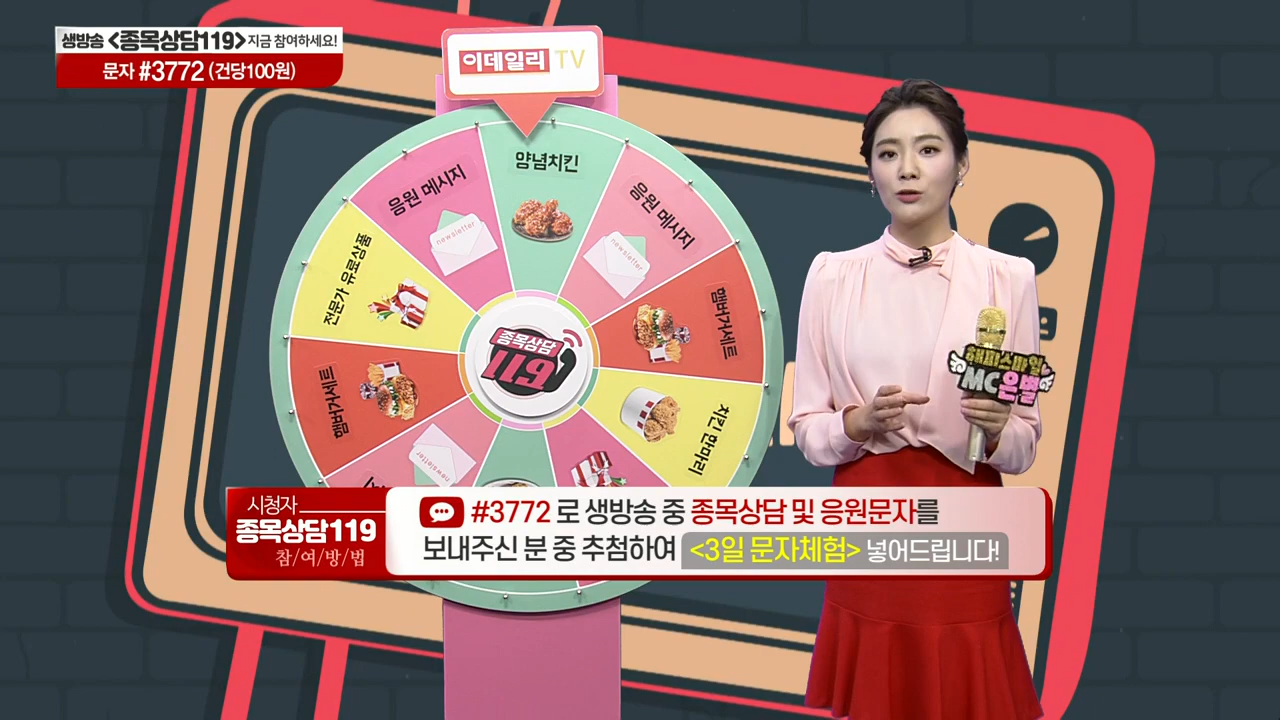 생방송 <종목상담119> 지금 참여하세요!
문자 #3772 (건당100원)
이데일리 TV
양념치킨
응원 메시지
newsletter
응원 메시지
newsletter
전문가 유료상품
햄버거세트
햄버거세트
치킨 한마리
newsletter
종목상담
119
해피스마일
MC은별
시청자
종목상담119
참/여/방/법
#3772 로 생방송 중 종목상담 및 응원문자를
보내주신 분 중 추첨하여 <3일 문자체험> 넣어드립니다!